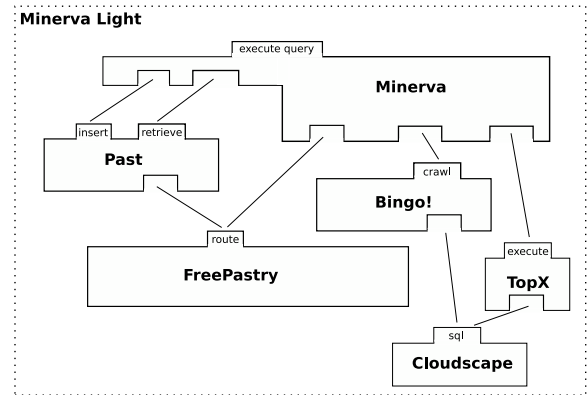 Minerva Light
execute query
Minerva
insert
retrieve
Past
crawl
Bingo!
route
FreePastry
execute
TopX
sql
Cloudscape